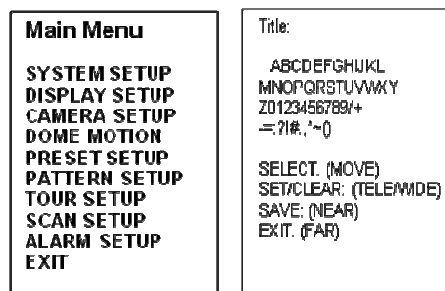 Main Menu
SYSTEM SETUP
DISPLAY SETUP
CAMERA SETUP
DOME MOTION
PRESET SETUP
PATTERN SETUP
TOUR SETUP
SCAN SETUP
ALARM SETUP
EXIT
Title:
ABCDEFGHIJKL
MNOPQRSTUVWXY
Z0123456789/+
-=:?!#.,*~()
SELECT. (MOVE)
SET/CLEAR: (TELE/WIDE)
SAVE: (NEAR)
EXIT. (FAR)